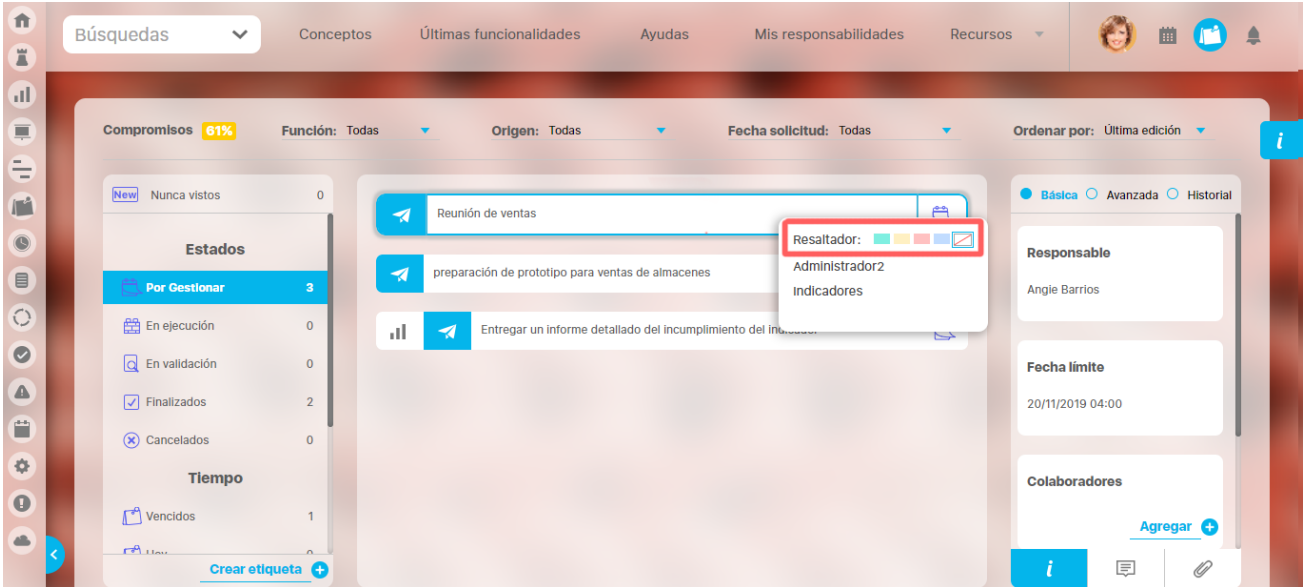 Búsquedas
Conceptos
Últimas funcionalidades
Ayudas
Mis responsabilidades
Recursos
Compromisos 61%
Función: Todas
Origen: Todas
Fecha solicitud: Todas
Ordenar por: Última edición
i
New Nunca vistos 0
Estados
Por Gestionar 3
En ejecución 0
En validación 0
Finalizados 2
Cancelados 0
Tiempo
Vencidos 1
Hoy 0
Crear etiqueta
Reunión de ventas
preparación de prototipo para ventas de almacenes
Entregar un informe detallado del incumplimiento del indicador
Resaltador:
Administrador2
Indicadores
Básica Avanzada Historial
Responsable
Angie Barrios
Fecha límite
20/11/2019 04:00
Colaboradores
Agregar
i